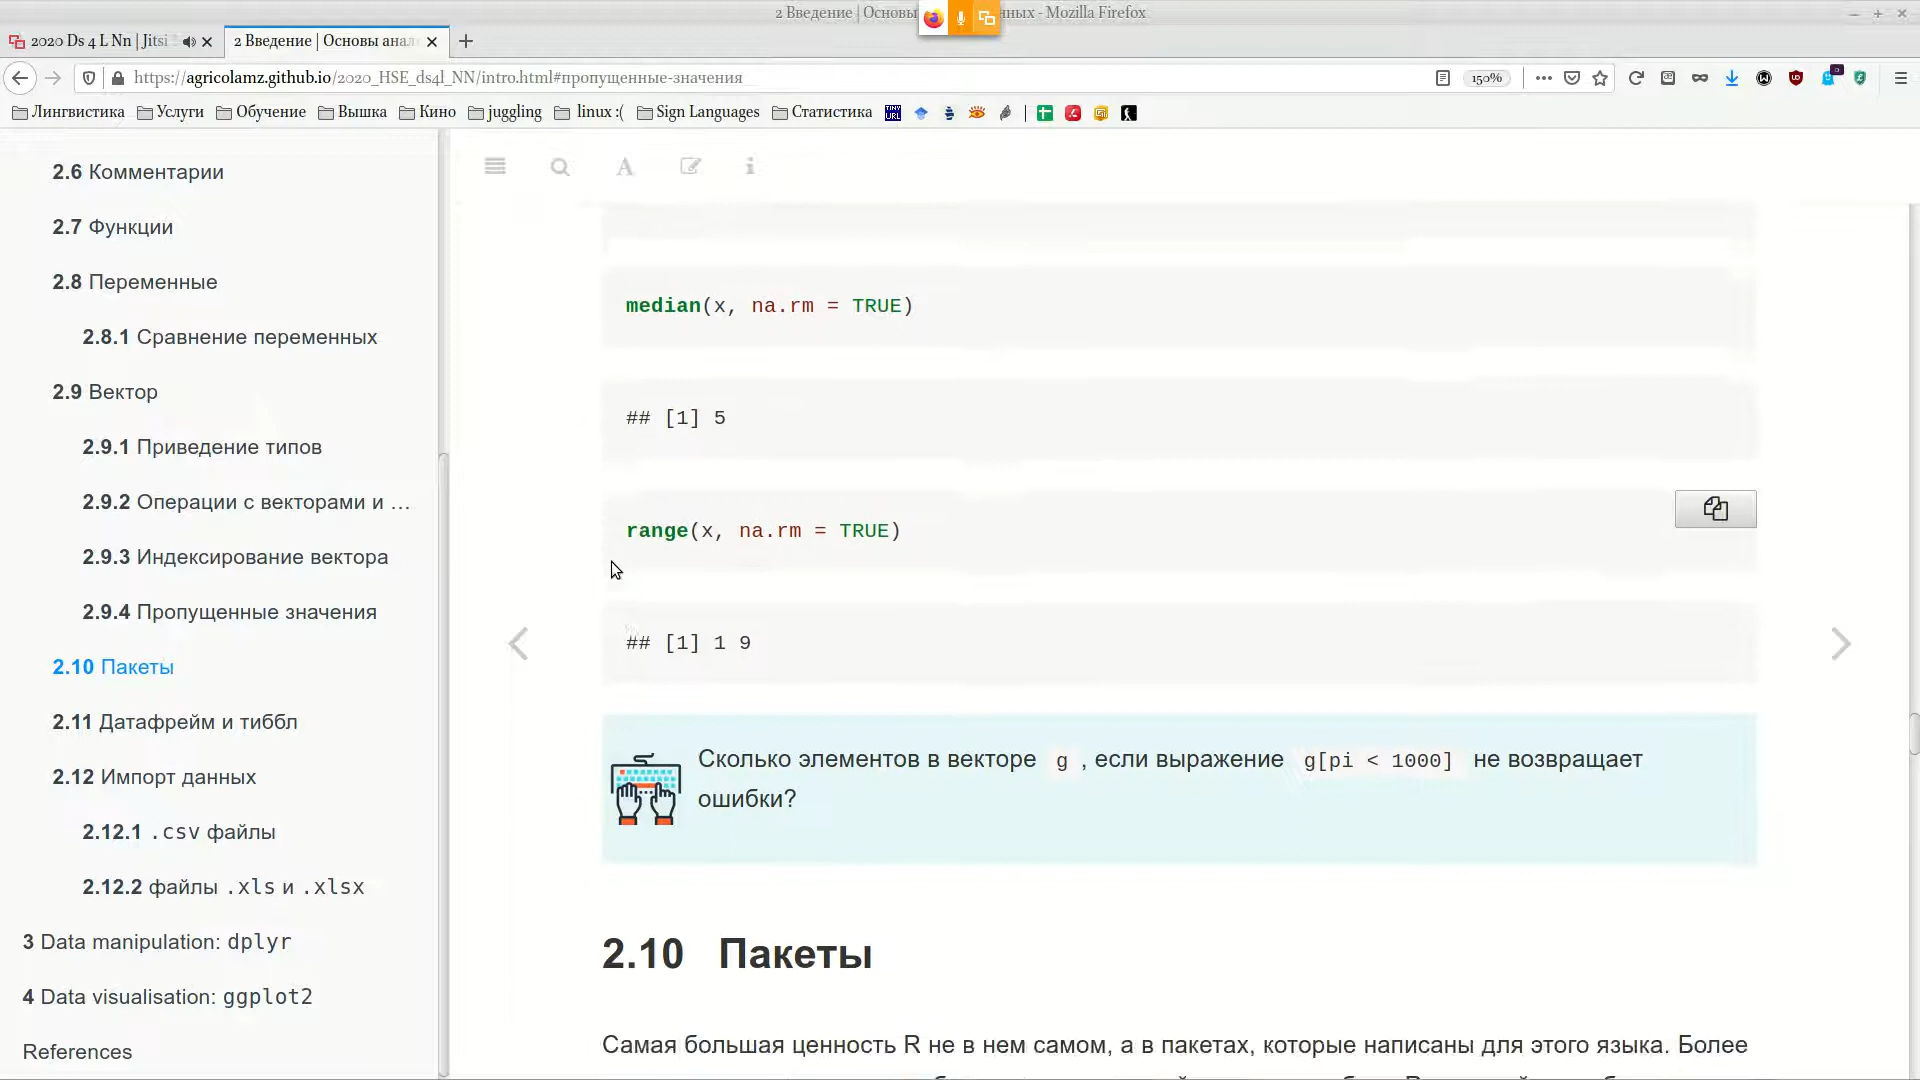 2 Введение | Основы
нных - Mozilla Firefox
2020 Ds 4 L Nn | Jitsi
2 Введение | Основы анал
https://agricolamz.github.io/2020_HSE_ds4l_NN/intro.html#пропущенные-значения
150%
Лингвистика Услуги Обучение Вышка Кино juggling linux :( Sign Languages TINY URL Статистика
2.6 Комментарии
2.7 Функции
2.8 Переменные
2.8.1 Сравнение переменных
2.9 Вектор
2.9.1 Приведение типов
2.9.2 Операции с векторами и …
2.9.3 Индексирование вектора
2.9.4 Пропущенные значения
2.10 Пакеты
2.11 Датафрейм и тиббл
2.12 Импорт данных
2.12.1 .csv файлы
2.12.2 файлы .xls и .xlsx
3 Data manipulation: dplyr
4 Data visualisation: ggplot2
References
median(x, na.rm = TRUE)
## [1] 5
range(x, na.rm = TRUE)
## [1] 1 9
Сколько элементов в векторе g , если выражение g[pi < 1000] не возвращает
ошибки?
2.10 Пакеты
Самая большая ценность R не в нем самом, а в пакетах, которые написаны для этого языка. Более